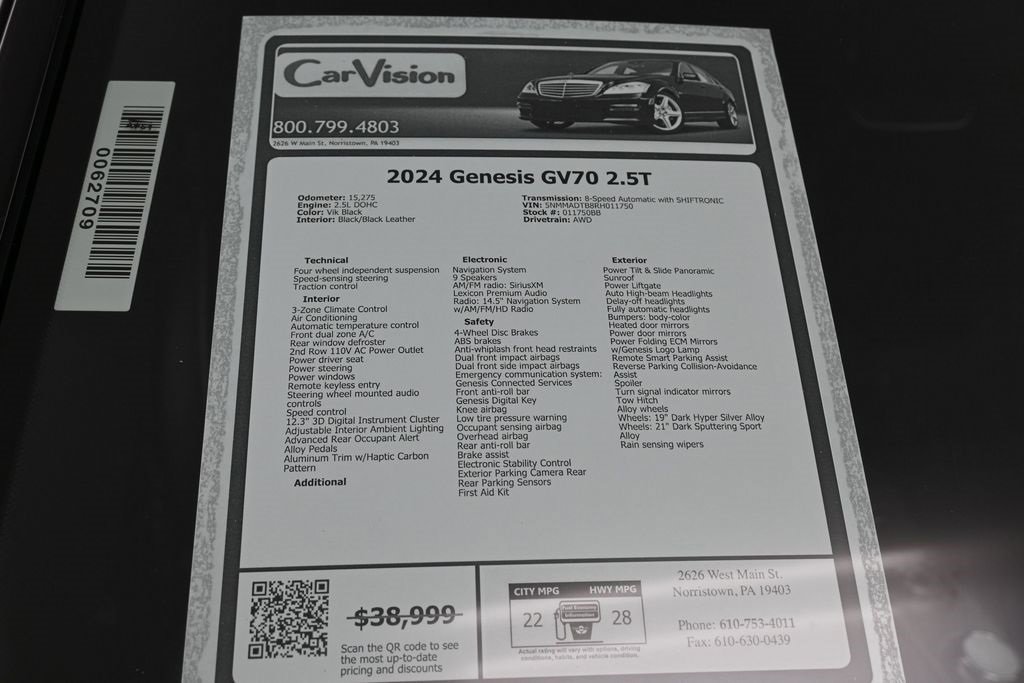 0062709
CarVision
800.799.4803
2626 W Main St, Norristown, PA 19403
2024 Genesis GV70 2.5T
Odometer: 15,275
Engine: 2.5L DOHC
Color: Vik Black
Interior: Black/Black Leather
Transmission: 8-Speed Automatic with SHIFTRONIC
VIN: 5NMMADTB8RH011750
Stock #: 011750BB
Drivetrain: AWD
Technical
Four wheel independent suspension
Speed-sensing steering
Traction control
Interior
3-Zone Climate Control
Air Conditioning
Automatic temperature control
Front dual zone A/C
Rear window defroster
2nd Row 110V AC Power Outlet
Power driver seat
Power steering
Power windows
Remote keyless entry
Steering wheel mounted audio
controls
Speed control
12.3" 3D Digital Instrument Cluster
Adjustable Interior Ambient Lighting
Advanced Rear Occupant Alert
Alloy Pedals
Aluminum Trim w/Haptic Carbon
Pattern
Additional
Electronic
Navigation System
9 Speakers
AM/FM radio: SiriusXM
Lexicon Premium Audio
Radio: 14.5" Navigation System
w/AM/FM/HD Radio
Safety
4-Wheel Disc Brakes
ABS brakes
Anti-whiplash front head restraints
Dual front impact airbags
Dual front side impact airbags
Emergency communication system:
Genesis Connected Services
Front anti-roll bar
Genesis Digital Key
Knee airbag
Low tire pressure warning
Occupant sensing airbag
Overhead airbag
Rear anti-roll bar
Brake assist
Electronic Stability Control
Exterior Parking Camera Rear
Rear Parking Sensors
First Aid Kit
Exterior
Power Tilt & Slide Panoramic
Sunroof
Power Liftgate
Auto High-beam Headlights
Delay-off headlights
Fully automatic headlights
Bumpers: body-color
Heated door mirrors
Power door mirrors
Power Folding ECM Mirrors
w/Genesis Logo Lamp
Remote Smart Parking Assist
Reverse Parking Collision-Avoidance
Assist
Spoiler
Turn signal indicator mirrors
Tow Hitch
Alloy wheels
Wheels: 19" Dark Hyper Silver Alloy
Wheels: 21" Dark Sputtering Sport
Alloy
Rain sensing wipers
$38,999
Scan the QR code to see
the most up-to-date
pricing and discounts
CITY MPG HWY MPG
22 Fuel Economy Information 28
Actual rating will vary with options, driving
conditions, habits, and vehicle condition.
2626 West Main St.
Norristown, PA 19403
Phone: 610-753-4011
Fax: 610-630-0439